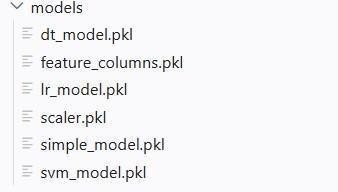 models
dt_model.pkl
feature_columns.pkl
lr_model.pkl
scaler.pkl
simple_model.pkl
svm_model.pkl